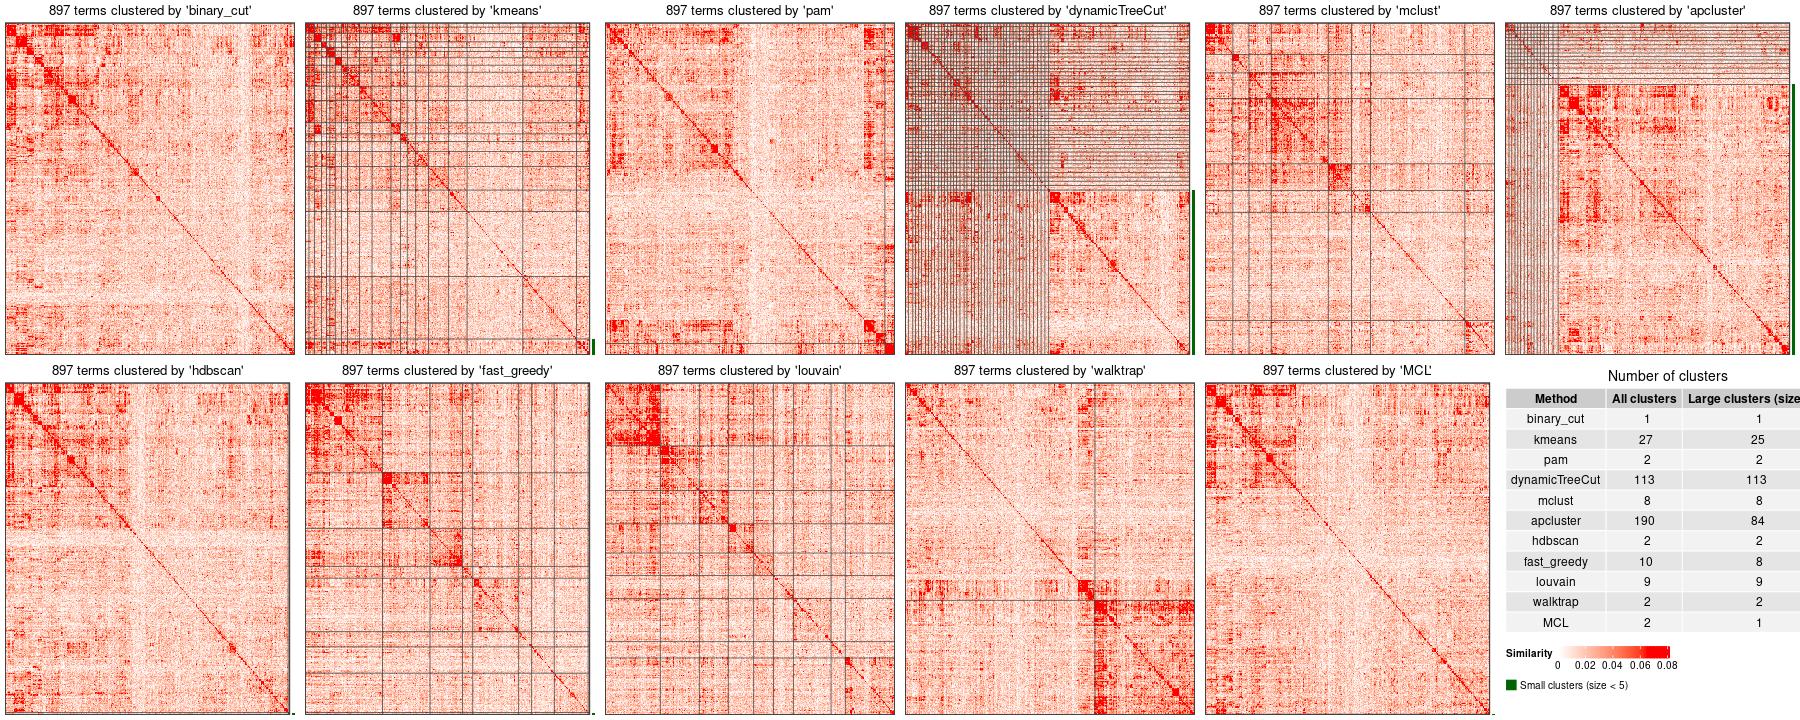 897 terms clustered by 'binary_cut'
897 terms clustered by 'kmeans'
897 terms clustered by 'pam'
897 terms clustered by 'dynamicTreeCut'
897 terms clustered by 'mclust'
897 terms clustered by 'apcluster'
897 terms clustered by 'hdbscan'
897 terms clustered by 'fast_greedy'
897 terms clustered by 'louvain'
897 terms clustered by 'walktrap'
897 terms clustered by 'MCL'
Number of clusters
Method All clusters Large clusters (size
binary_cut 1 1
kmeans 27 25
pam 2 2
dynamicTreeCut 113 113
mclust 8 8
apcluster 190 84
hdbscan 2 2
fast_greedy 10 8
louvain 9 9
walktrap 2 2
MCL 2 1
Similarity
0 0.02 0.04 0.06 0.08
Small clusters (size < 5)